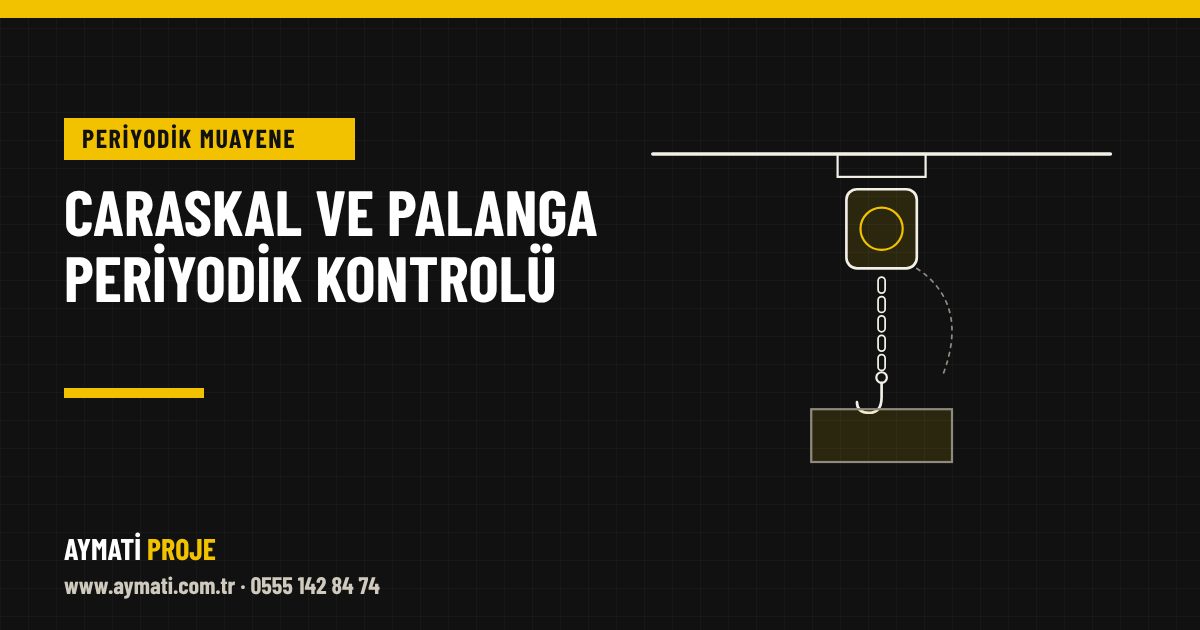 PERİYODİK MUAYENE
CARASKAL VE PALANGA
PERİYODİK KONTROLÜ
AYMATİ PROJE
www.aymati.com.tr · 0555 142 84 74